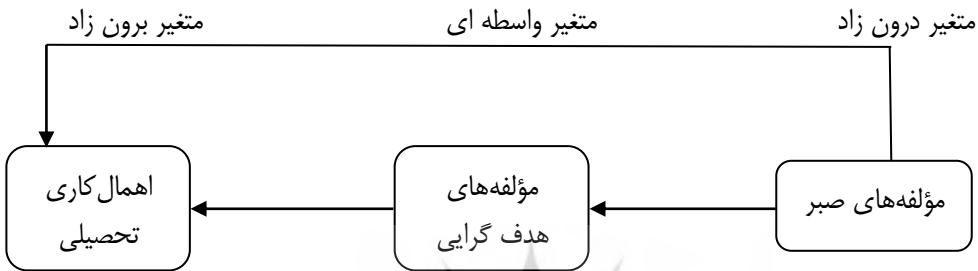 متغیر درون زاد
متغیر واسطه ای
متغیر برون زاد
مؤلفه‌های صبر
مؤلفه‌های
هدف گرایی
اهمال‌کاری
تحصیلی